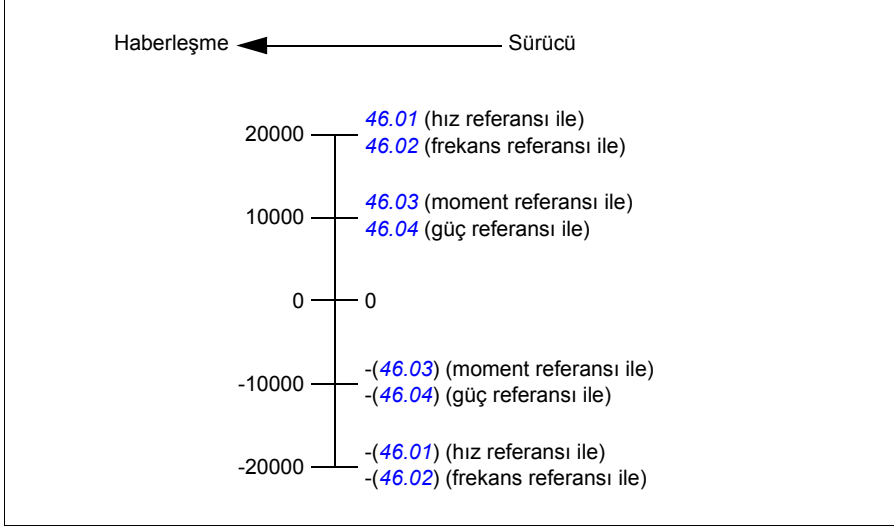 Haberleşme Sürücü
46.01 (hız referansı ile)
20000
46.02 (frekans referansı ile)
46.03 (moment referansı ile)
10000
46.04 (güç referansı ile)
0 0
-(46.03) (moment referansı ile)
-10000
-(46.04) (güç referansı ile)
-(46.01) (hız referansı ile)
-20000
-(46.02) (frekans referansı ile)